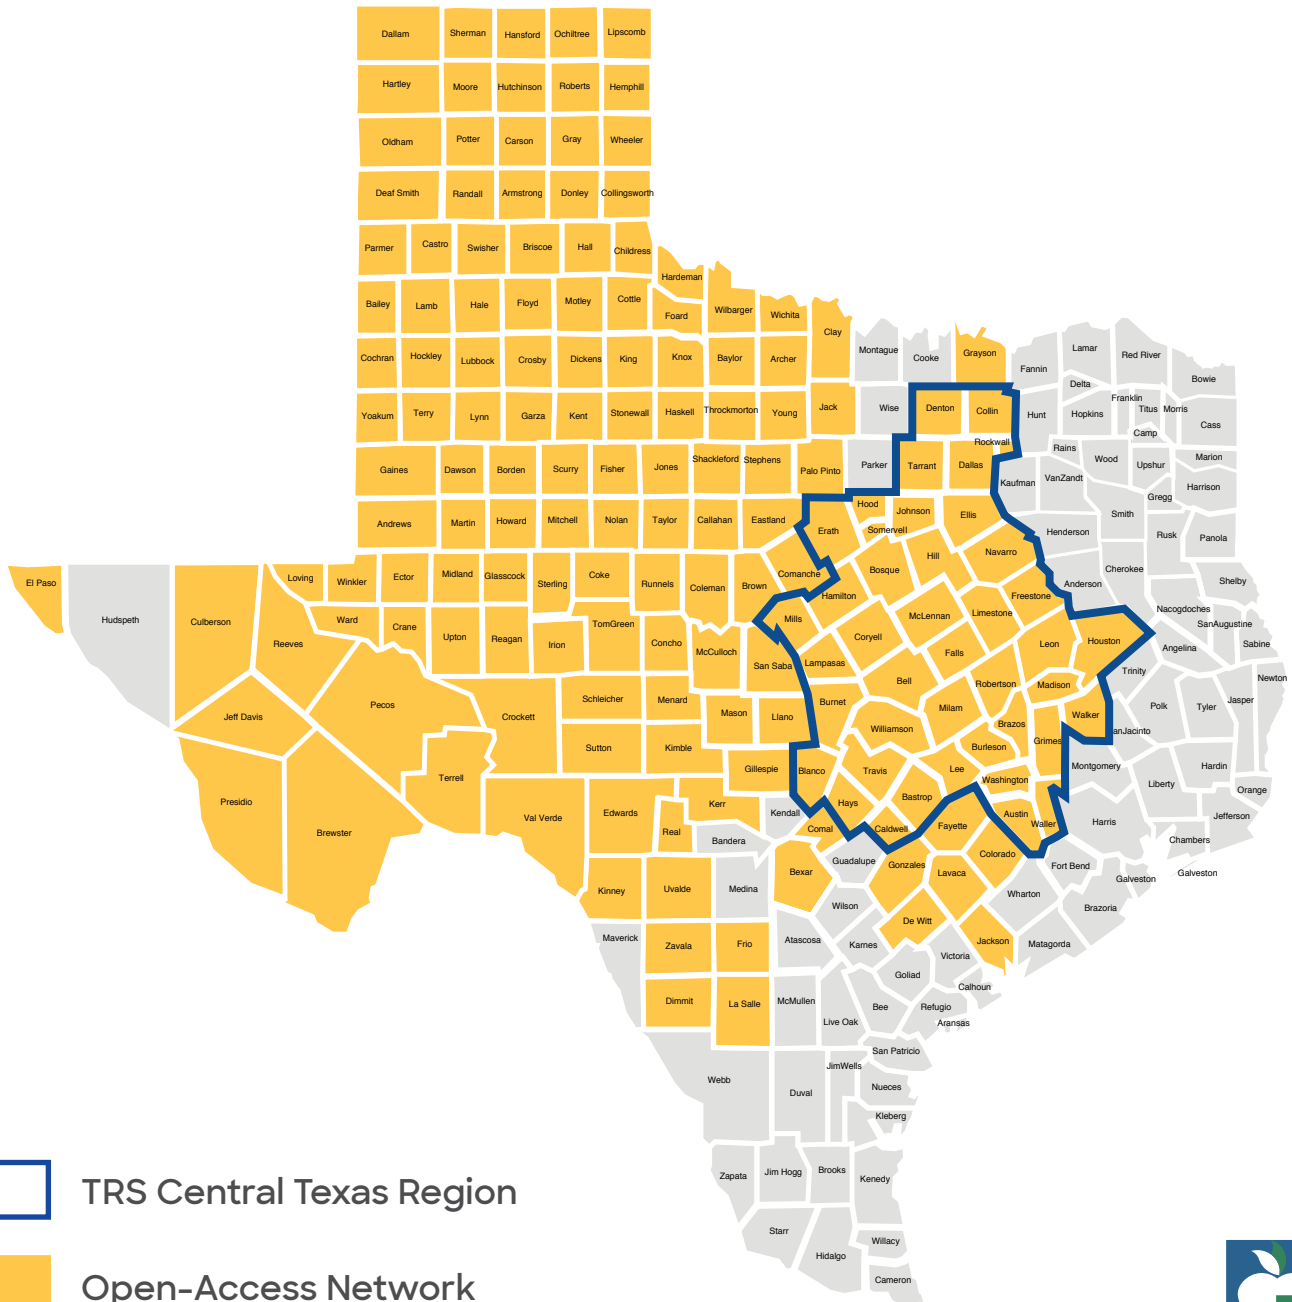 Dallam Sherman Hansford Ochiltree Lipscomb
Hartley Moore Hutchinson Roberts Hemphill
Oldham Potter Carson Gray Wheeler
Deaf Smith Randall Armstrong Donley Collingsworth
Parmer Castro Swisher Briscoe Hall Childress
Hardeman
Bailey Lamb Hale Floyd Motley Cottle Foard Wilbarger Wichita
Clay Montague Cooke Grayson Fannin Lamar Red River Bowie
Cochran Hockley Lubbock Crosby Dickens King Knox Baylor Archer
Delta Franklin Titus Morris Cass
Yoakum Terry Lynn Garza Kent Stonewall Haskell Throckmorton Young Jack Wise Denton Collin Hunt Hopkins Camp
Rockwall Rains Wood Upshur Marion
Gaines Dawson Borden Scurry Fisher Jones Shackleford Stephens Palo Pinto Parker Tarrant Dallas Kaufman VanZandt Gregg Harrison
Andrews Martin Howard Mitchell Nolan Taylor Callahan Eastland Erath Hood Somervell Johnson Ellis Henderson Smith Rusk Panola
El Paso Hudspeth Culberson Loving Winkler Ector Midland Glasscock Sterling Coke Runnels Coleman Brown Comanche Bosque Hill Navarro Anderson Cherokee Shelby
Hamilton McLennan Limestone Freestone Nacogdoches SanAugustine
Reeves Ward Crane Upton Reagan Irion TomGreen Concho McCulloch San Saba Mills Lampasas Coryell Falls Leon Houston Angelina Sabine
Trinity Newton
Jeff Davis Pecos Crockett Schleicher Menard Mason Llano Burnet Bell Milam Robertson Madison Walker Polk Tyler Jasper
Sutton Kimble Williamson Brazos Grimes anJacinto
Presidio Brewster Terrell Gillespie Blanco Travis Lee Burleson Washington Montgomery Liberty Hardin Orange
Val Verde Edwards Real Kerr Kendall Hays Bastrop Austin Waller Harris Jefferson
Bandera Comal Caldwell Fayette Chambers
Kinney Uvalde Medina Bexar Guadalupe Gonzales Lavaca Colorado Fort Bend Galveston Galveston
Wilson Wharton Brazoria
Maverick Zavala Frio Atascosa Karnes De Witt Jackson Matagorda
Victoria
Goliad Calhoun
Dimmit La Salle McMullen Live Oak Bee Refugio Aransas
San Patricio
Webb Duval JimWells Nueces
Kleberg
Zapata Jim Hogg Brooks Kenedy
Starr Hidalgo Willacy
Cameron
TRS Central Texas Region
Open-Access Network